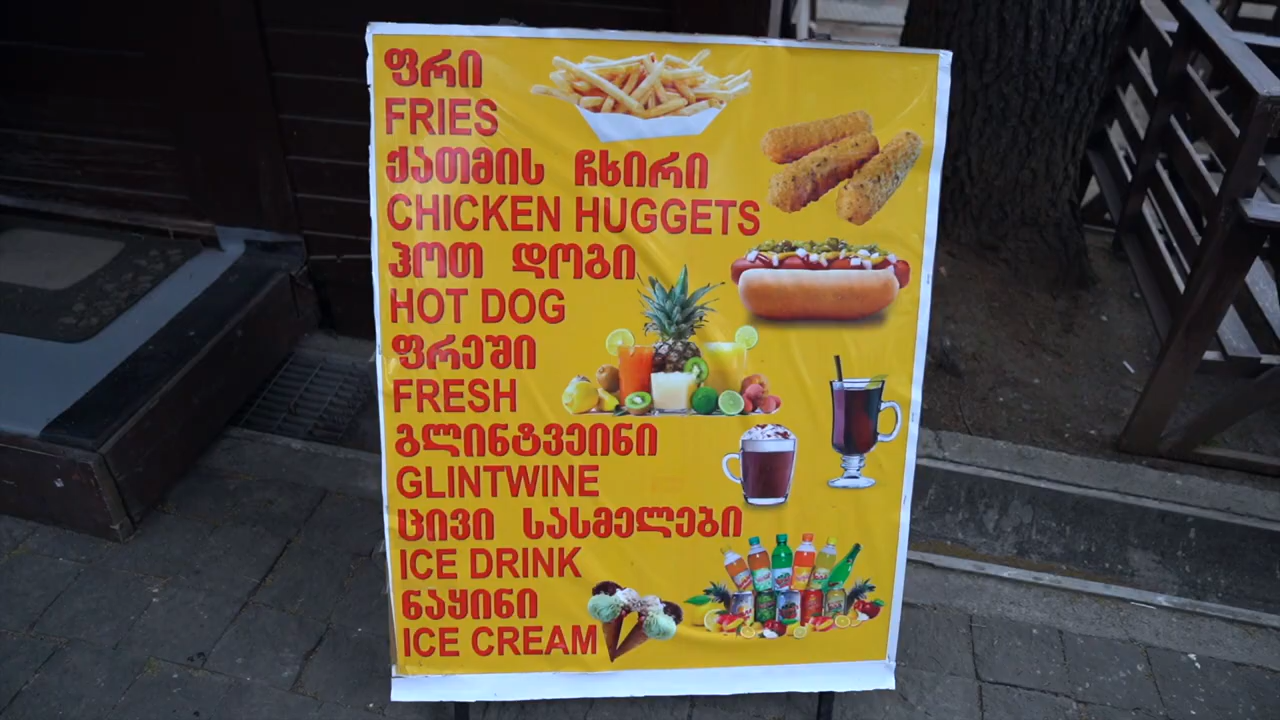 ფრი
FRIES
ქათმის ჩხირი
CHICKEN HUGGETS
ჰოთ დოგი
HOT DOG
ფრეში
FRESH
გლინტვეინი
GLINTWINE
ცივი სასმელები
ICE DRINK
ნაყინი
ICE CREAM